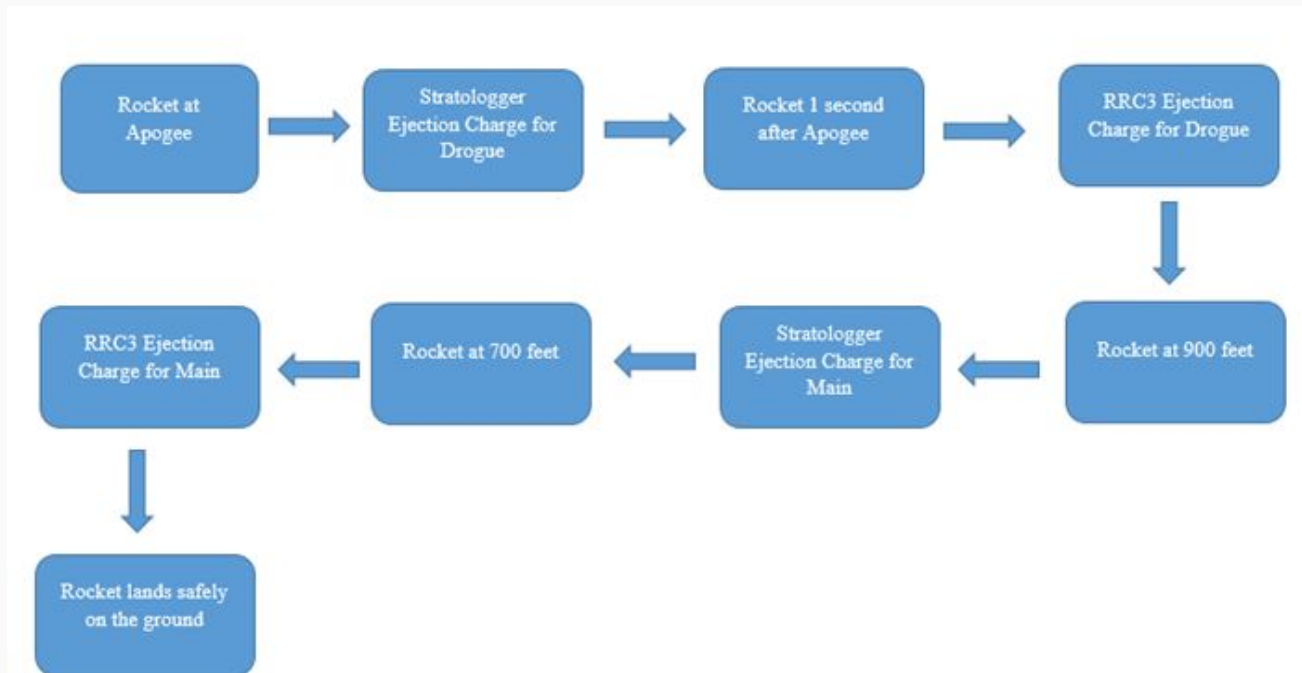 Rocket at
Apogee
Stratologger
Ejection Charge for
Drogue
Rocket 1 second
after Apogee
RRC3 Ejection
Charge for Drogue
Rocket at 900 feet
Stratologger
Ejection Charge for
Main
Rocket at 700 feet
RRC3 Ejection
Charge for Main
Rocket lands safely
on the ground